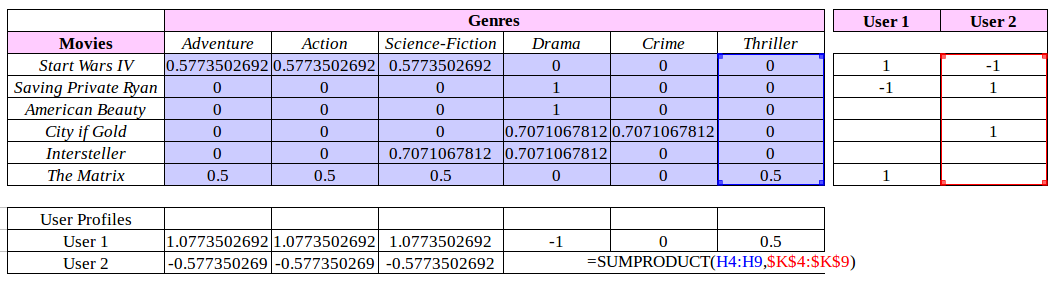 Genres User 1 User 2
Movies Adventure Action Science-Fiction Drama Crime Thriller
Start Wars IV 0.5773502692 0.5773502692 0.5773502692 0 0 0 1 -1
Saving Private Ryan 0 0 0 1 0 0 -1 1
American Beauty 0 0 0 1 0 0
City if Gold 0 0 0 0.7071067812 0.7071067812 0 1
Intersteller 0 0 0.7071067812 0.7071067812 0 0
The Matrix 0.5 0.5 0.5 0 0 0.5 1
User Profiles
User 1 1.0773502692 1.0773502692 1.0773502692 -1 0 0.5
User 2 -0.577350269 -0.577350269 -0.5773502692 =SUMPRODUCT(H4:H9,$K$4:$K$9)